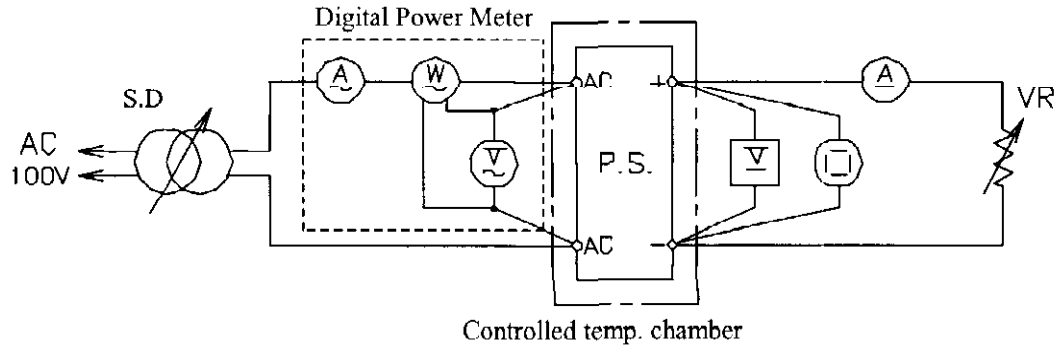 Digital Power Meter
S.D
AC
100V
A
W
V
AC
AC
P.S.
+
−
V
A
VR
Controlled temp. chamber